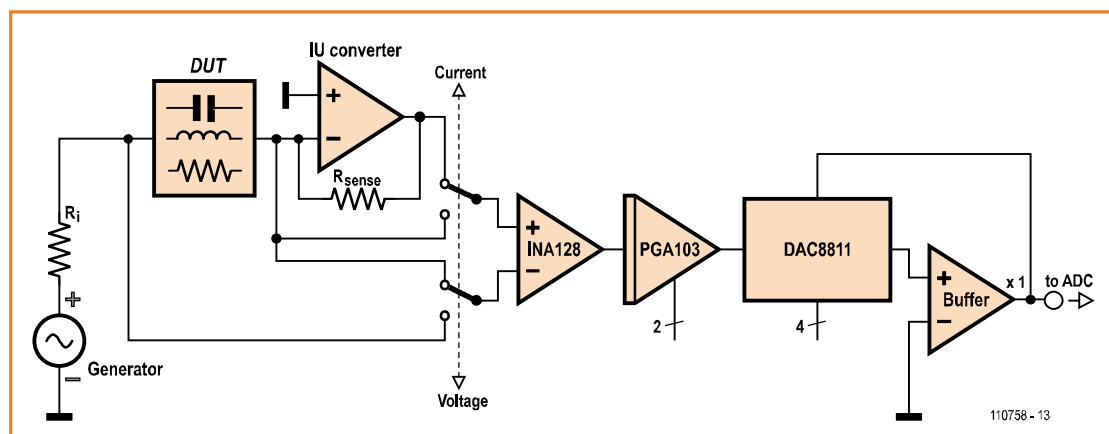 DUT
IU converter
+
−
Rsense
Ri
+
−
Generator
Current
Voltage
+
INA128
−
PGA103
2
DAC8811
4
+
Buffer
−
x 1
to ADC
110758 - 13